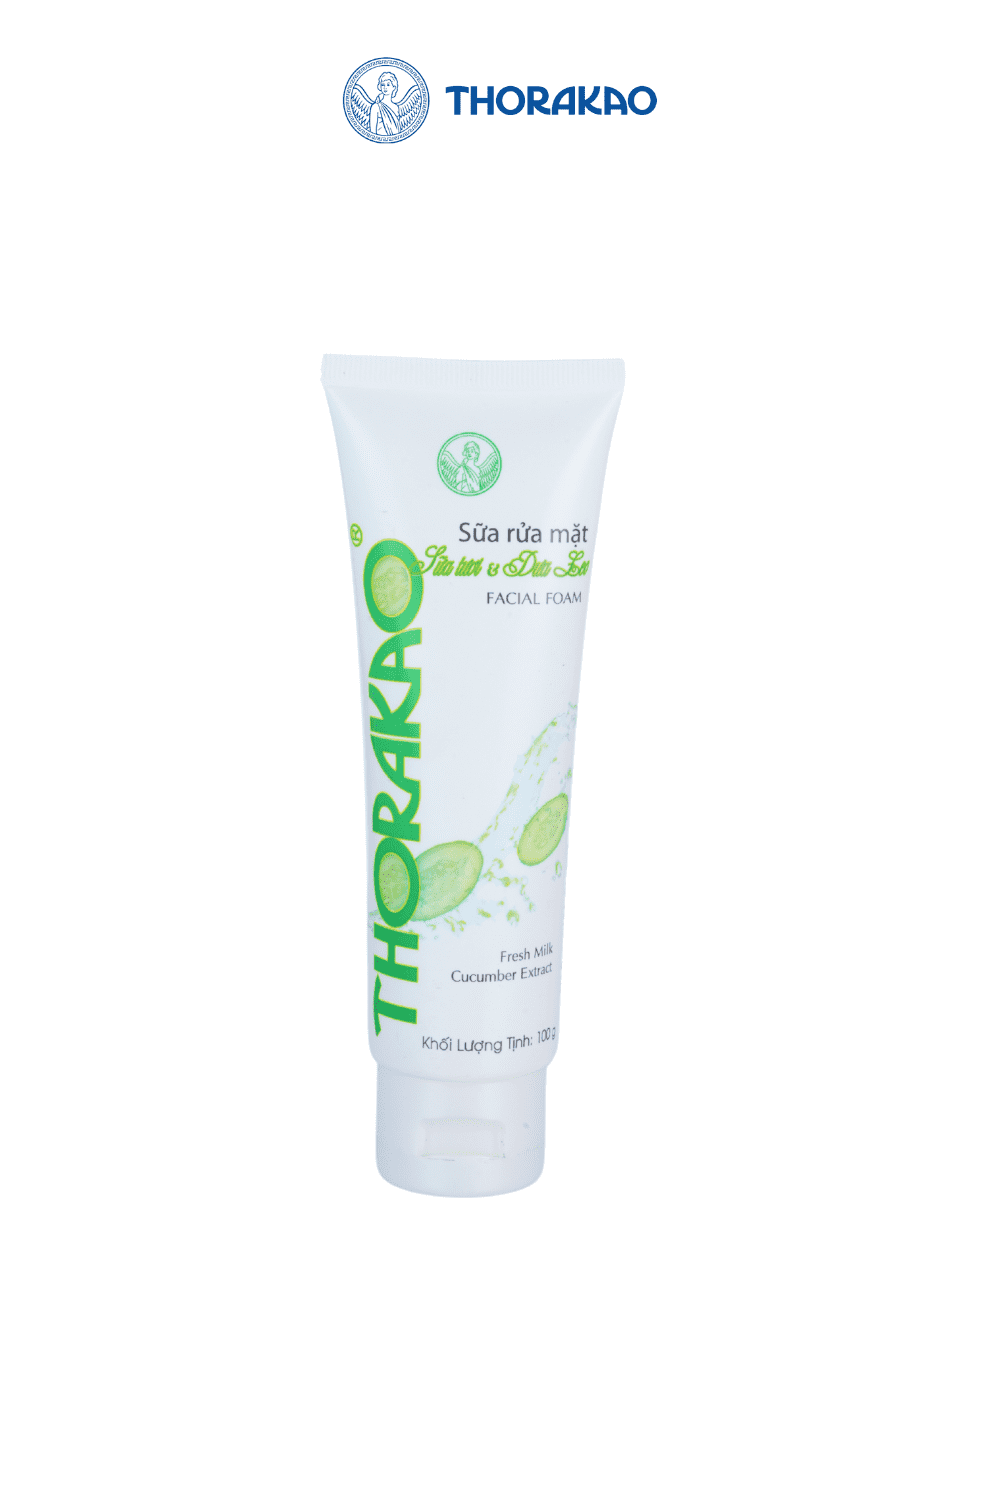 THORAKAO
Sữa rửa mặt
Sữa tươi & Dưa Leo
FACIAL FOAM
THORAKAO®
Fresh Milk
Cucumber Extract
Khối Lượng Tịnh: 100 g